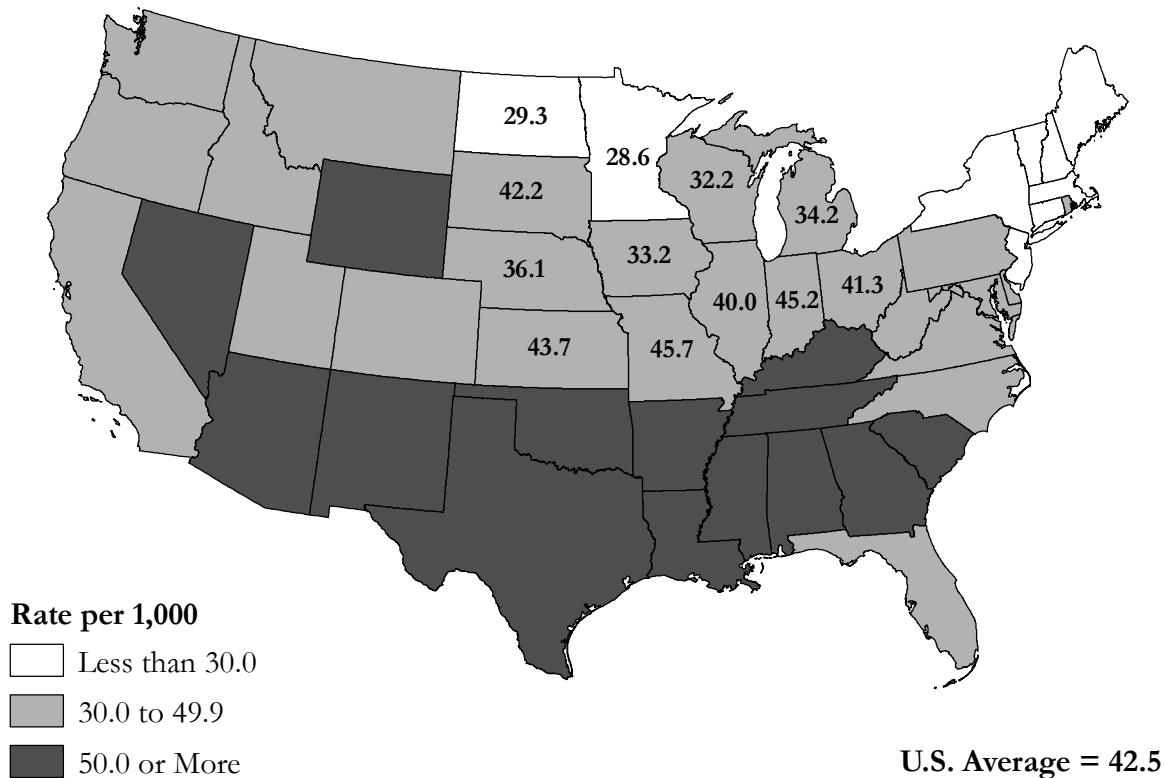 29.3
28.6
42.2
32.2
34.2
33.2
36.1
40.0
45.2
41.3
43.7
45.7
Rate per 1,000
Less than 30.0
30.0 to 49.9
50.0 or More
U.S. Average = 42.5